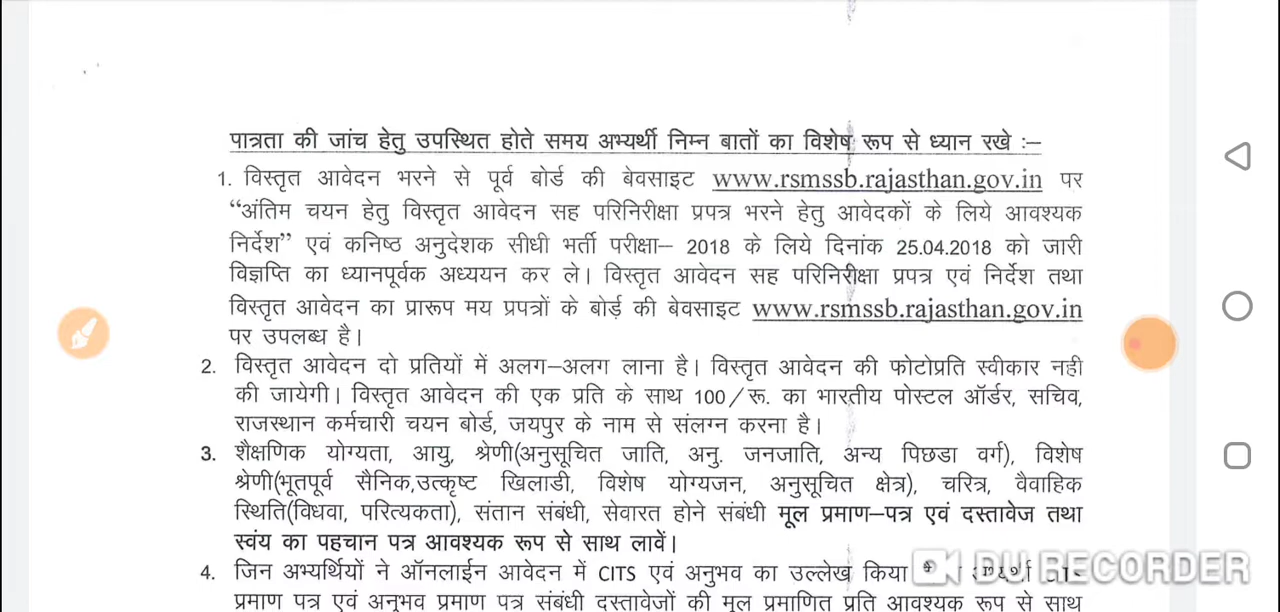 पात्रता की जांच हेतु उपस्थित होते समय अभ्यर्थी निम्न बातों का विशेष रूप से ध्यान रखे :–
1. विस्तृत आवेदन भरने से पूर्व बोर्ड की बेवसाइट www.rsmssb.rajasthan.gov.in पर
“अंतिम चयन हेतु विस्तृत आवेदन सह परिनिरीक्षा प्रपत्र भरने हेतु आवेदकों के लिये आवश्यक
निर्देश” एवं कनिष्ठ अनुदेशक सीधी भर्ती परीक्षा– 2018 के लिये दिनांक 25.04.2018 को जारी
विज्ञप्ति का ध्यानपूर्वक अध्ययन कर ले। विस्तृत आवेदन सह परिनिरीक्षा प्रपत्र एवं निर्देश तथा
विस्तृत आवेदन का प्रारूप मय प्रपत्रों के बोर्ड़ की बेवसाइट www.rsmssb.rajasthan.gov.in
पर उपलब्ध है।
2. विस्तृत आवेदन दो प्रतियों में अलग–अलग लाना है। विस्तृत आवेदन की फोटोप्रति स्वीकार नही
की जायेगी। विस्तृत आवेदन की एक प्रति के साथ 100/रू. का भारतीय पोस्टल ऑर्डर, सचिव,
राजस्थान कर्मचारी चयन बोर्ड, जयपुर के नाम से संलग्न करना है।
3. शैक्षणिक योग्यता, आयु, श्रेणी(अनुसूचित जाति, अनु. जनजाति, अन्य पिछडा वर्ग), विशेष
श्रेणी(भूतपूर्व सैनिक,उत्कृष्ट खिलाडी, विशेष योग्यजन, अनुसूचित क्षेत्र), चरित्र, वैवाहिक
स्थिति(विधवा, परित्यकता), संतान संबंधी, सेवारत होने संबंधी मूल प्रमाण–पत्र एवं दस्तावेज तथा
स्वंय का पहचान पत्र आवश्यक रूप से साथ लावें।
4. जिन अभ्यर्थियों ने ऑनलाईन आवेदन में CITS एवं अनुभव का उल्लेख किया
DU RECORDER
प्रमाण पत्र एवं अनुभव प्रमाण पत्र संबंधी दस्तावेजों की मूल प्रमाणित प्रति आवश्यक रूप से साथ